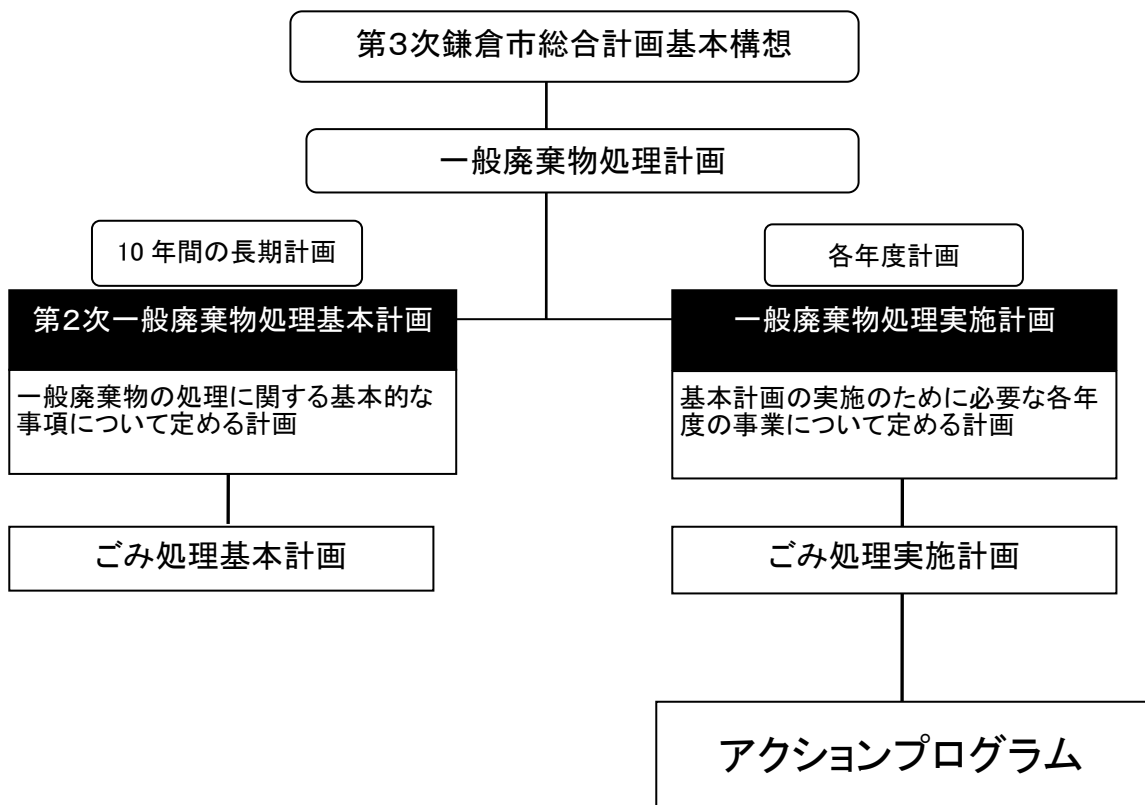 第３次鎌倉市総合計画基本構想
一般廃棄物処理計画
10 年間の長期計画
各年度計画
第２次一般廃棄物処理基本計画
一般廃棄物処理実施計画
一般廃棄物の処理に関する基本的な
事項について定める計画
基本計画の実施のために必要な各年
度の事業について定める計画
ごみ処理基本計画
ごみ処理実施計画
アクションプログラム